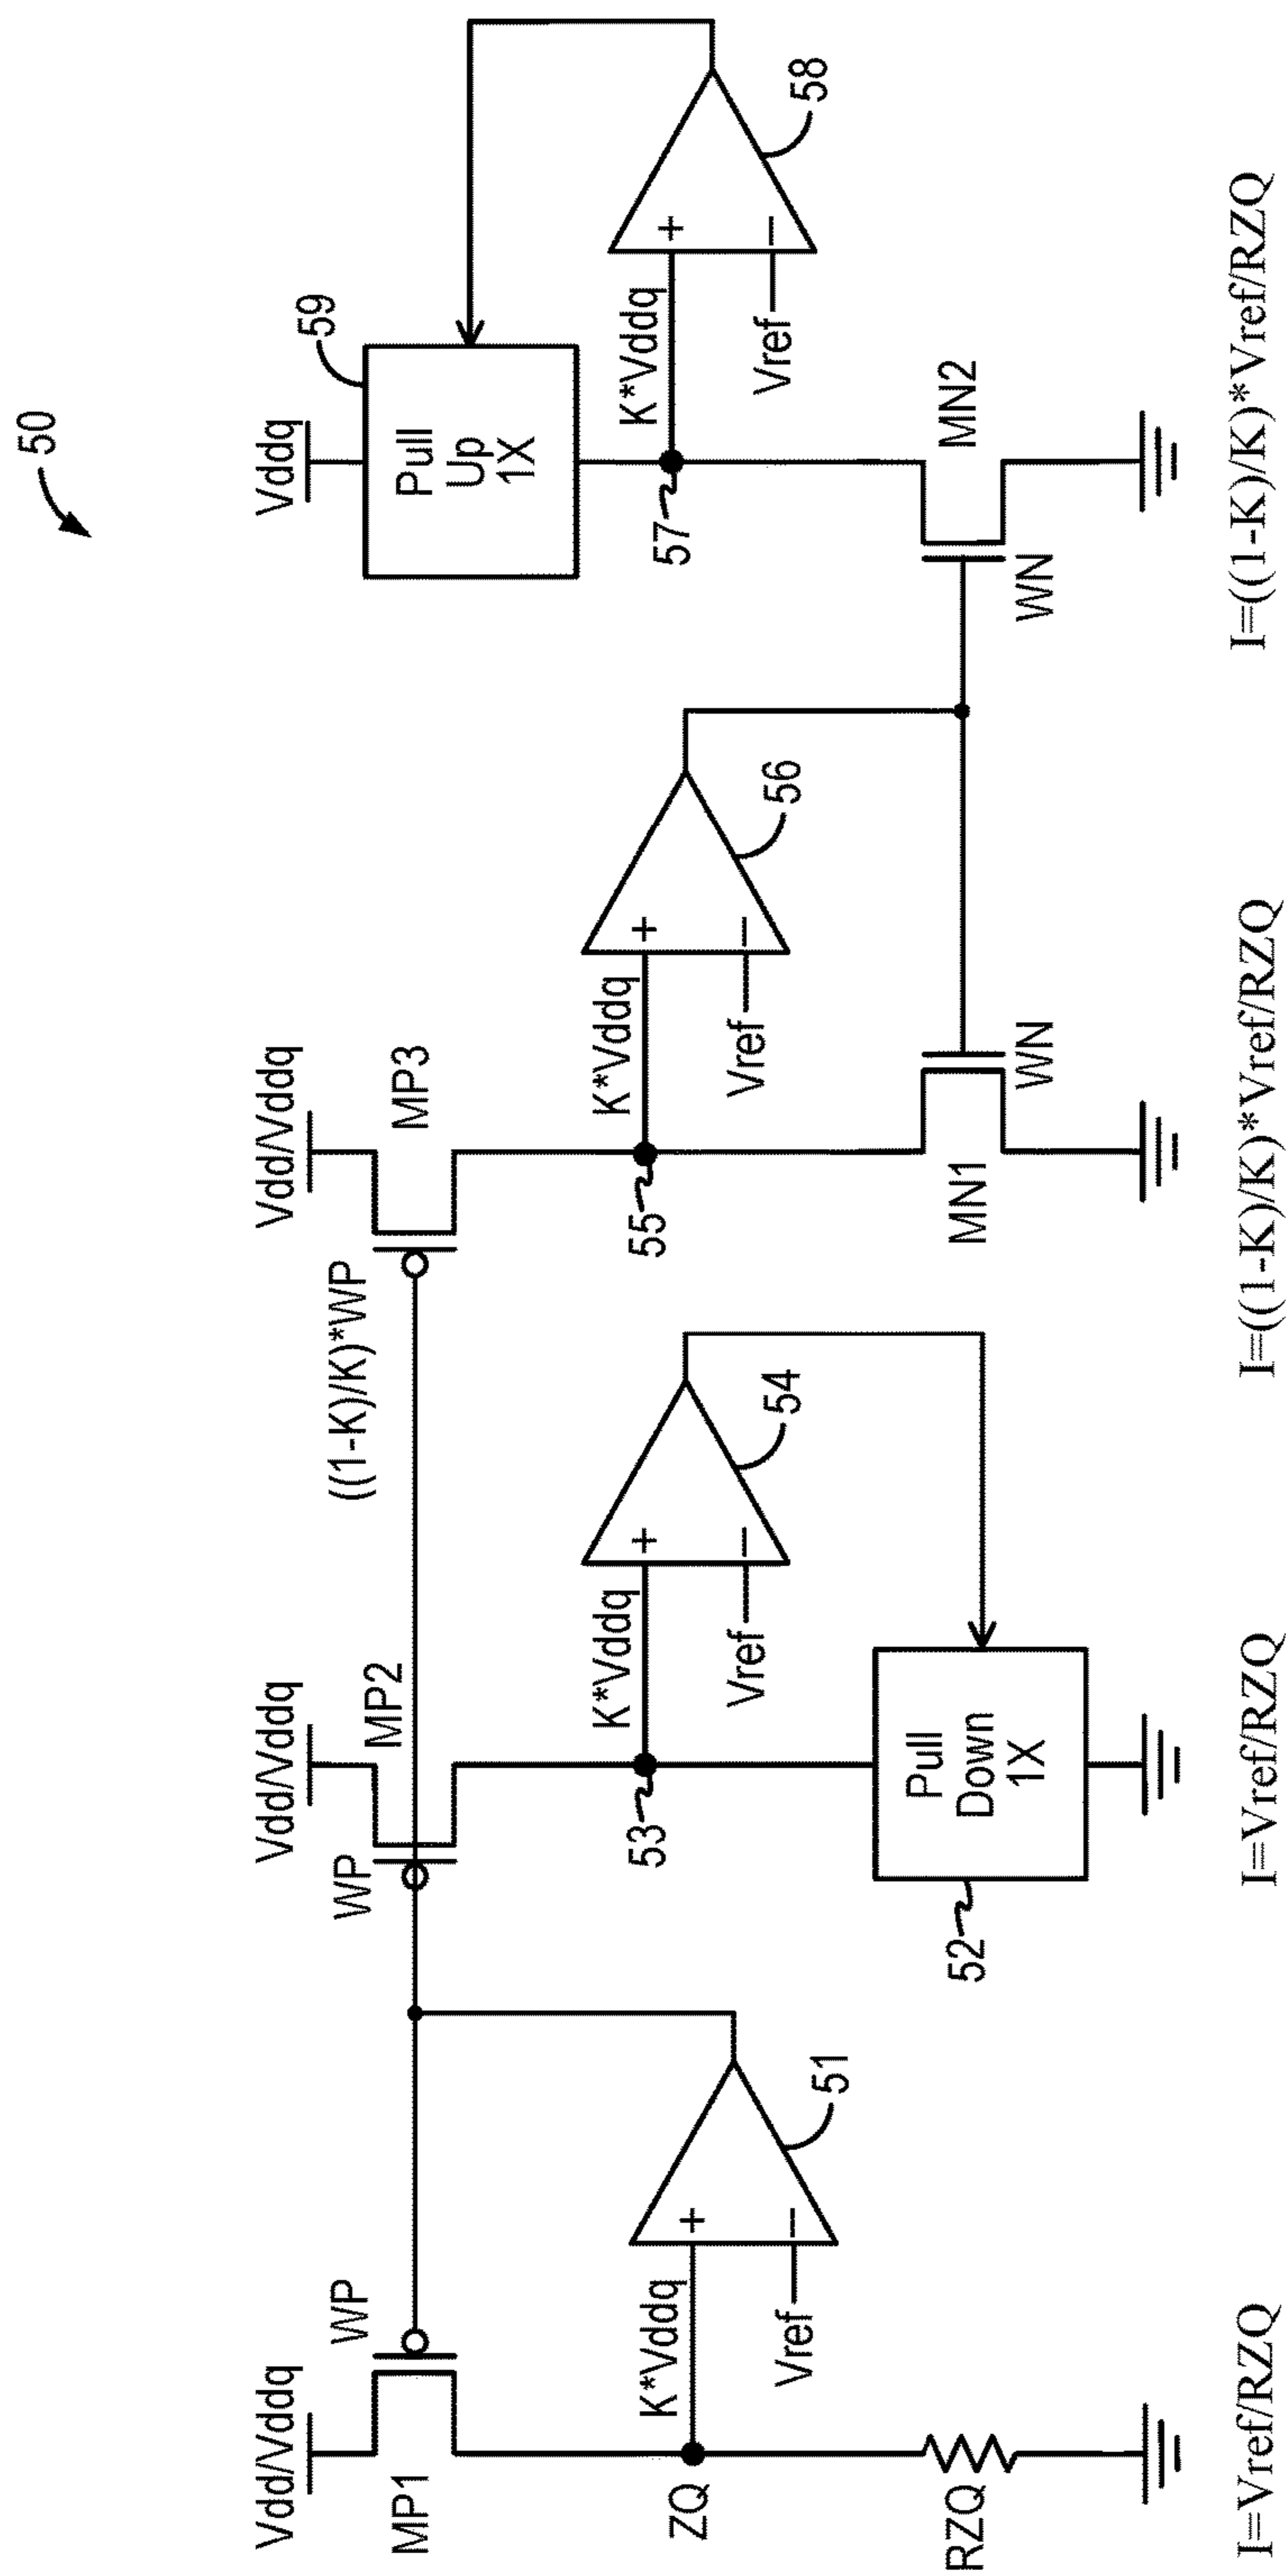 50
Vdd/Vddq
MP1
WP
K*Vddq
ZQ
+
−
Vref
51
RZQ
I=Vref/RZQ
Vdd/Vddq
WP
MP2
K*Vddq
53
+
−
Vref
54
Pull
Down
1X
52
I=Vref/RZQ
Vdd/Vddq
MP3
((1-K)/K)*WP
K*Vddq
55
+
−
Vref
56
MN1
WN
I=((1-K)/K)*Vref/RZQ
Vddq
59
Pull
Up
1X
K*Vddq
57
+
−
Vref
58
MN2
WN
I=((1-K)/K)*Vref/RZQ